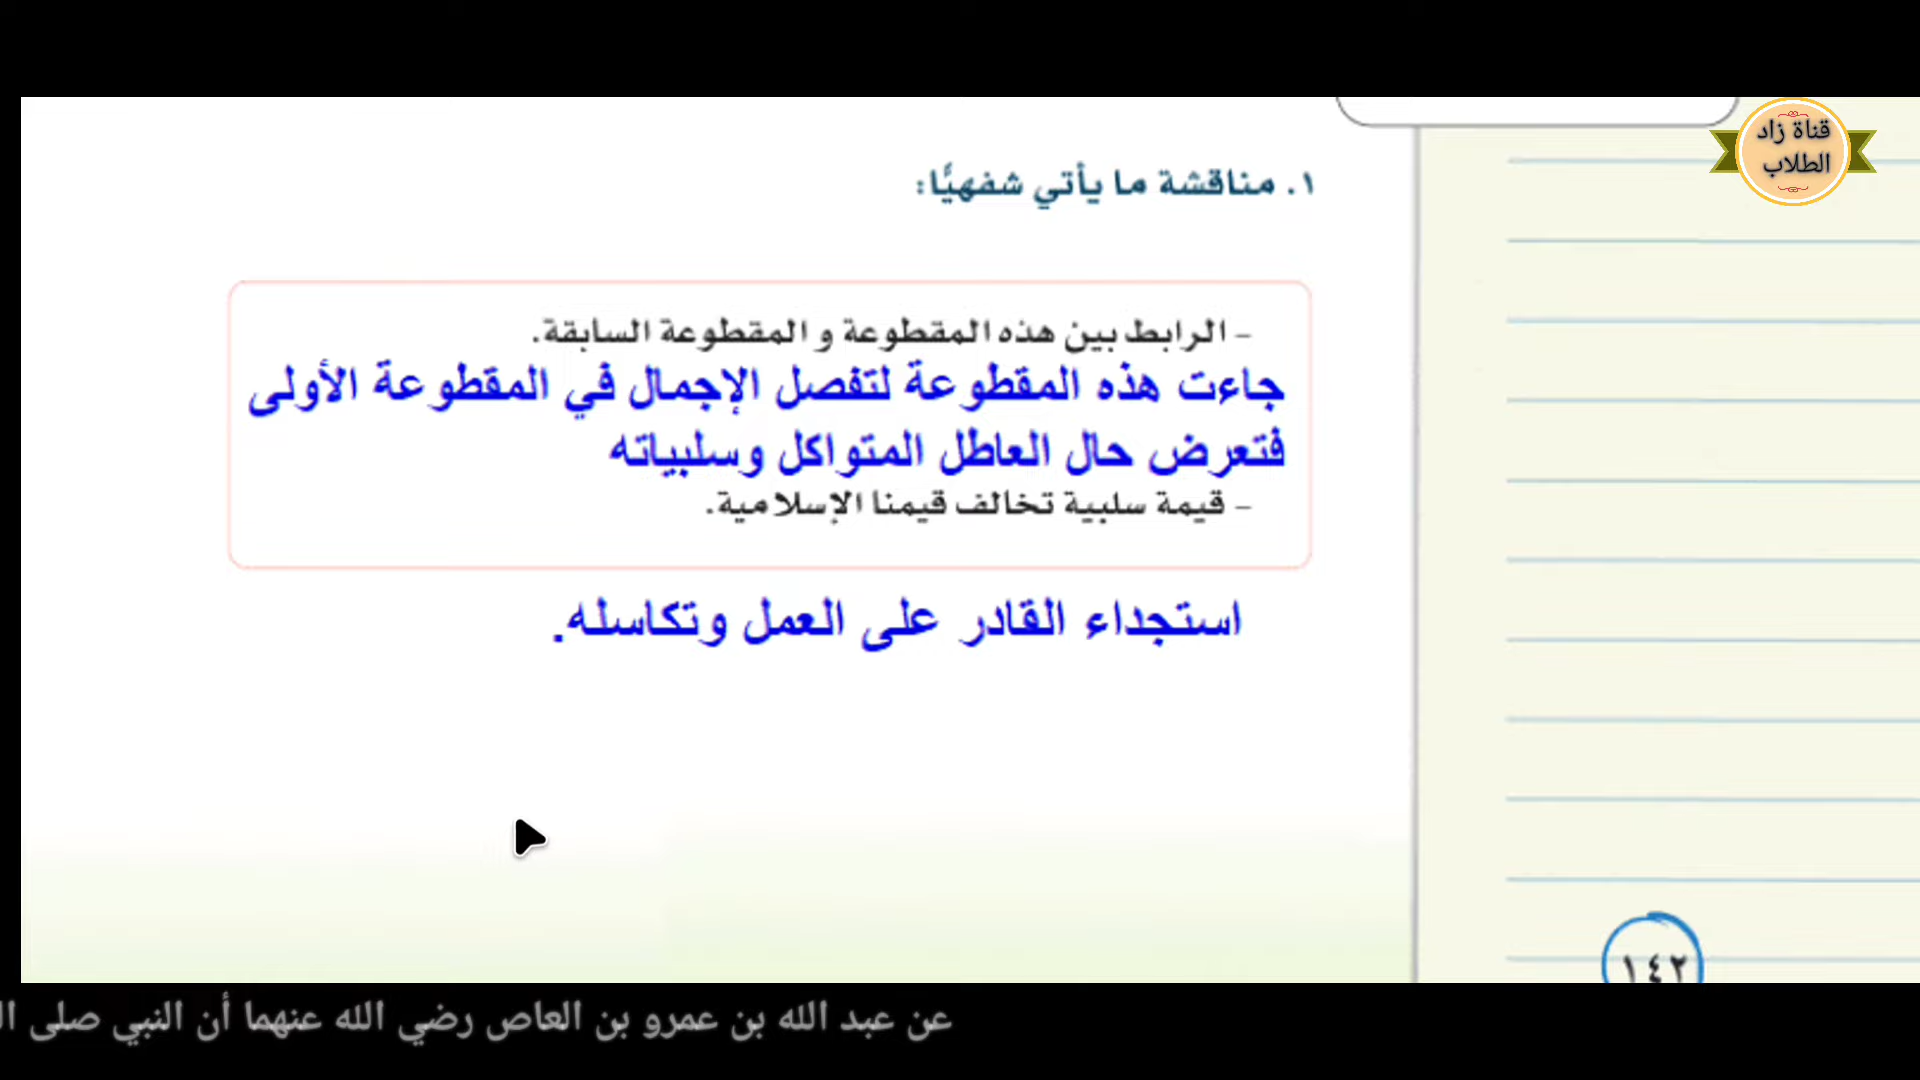 قناة زاد
الطلاب
١. مناقشة ما يأتي شفهيًّا:
- الرابط بين هذه المقطوعة و المقطوعة السابقة.
جاءت هذه المقطوعة لتفصل الإجمال في المقطوعة الأولى
فتعرض حال العاطل المتواكل وسلبياته
- قيمة سلبية تخالف قيمنا الإسلامية.
استجداء القادر على العمل وتكاسله.
١٤٢
عن عبد الله بن عمرو بن العاص رضي الله عنهما أن النبي صلى ال